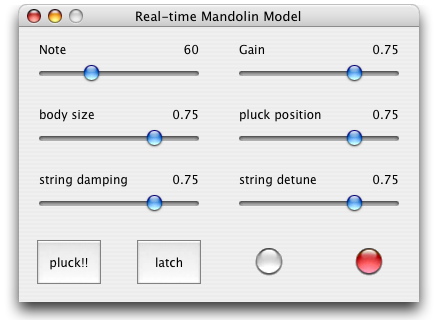 Real-time Mandolin Model
Note 60
Gain 0.75
body size 0.75
pluck position 0.75
string damping 0.75
string detune 0.75
pluck!!
latch